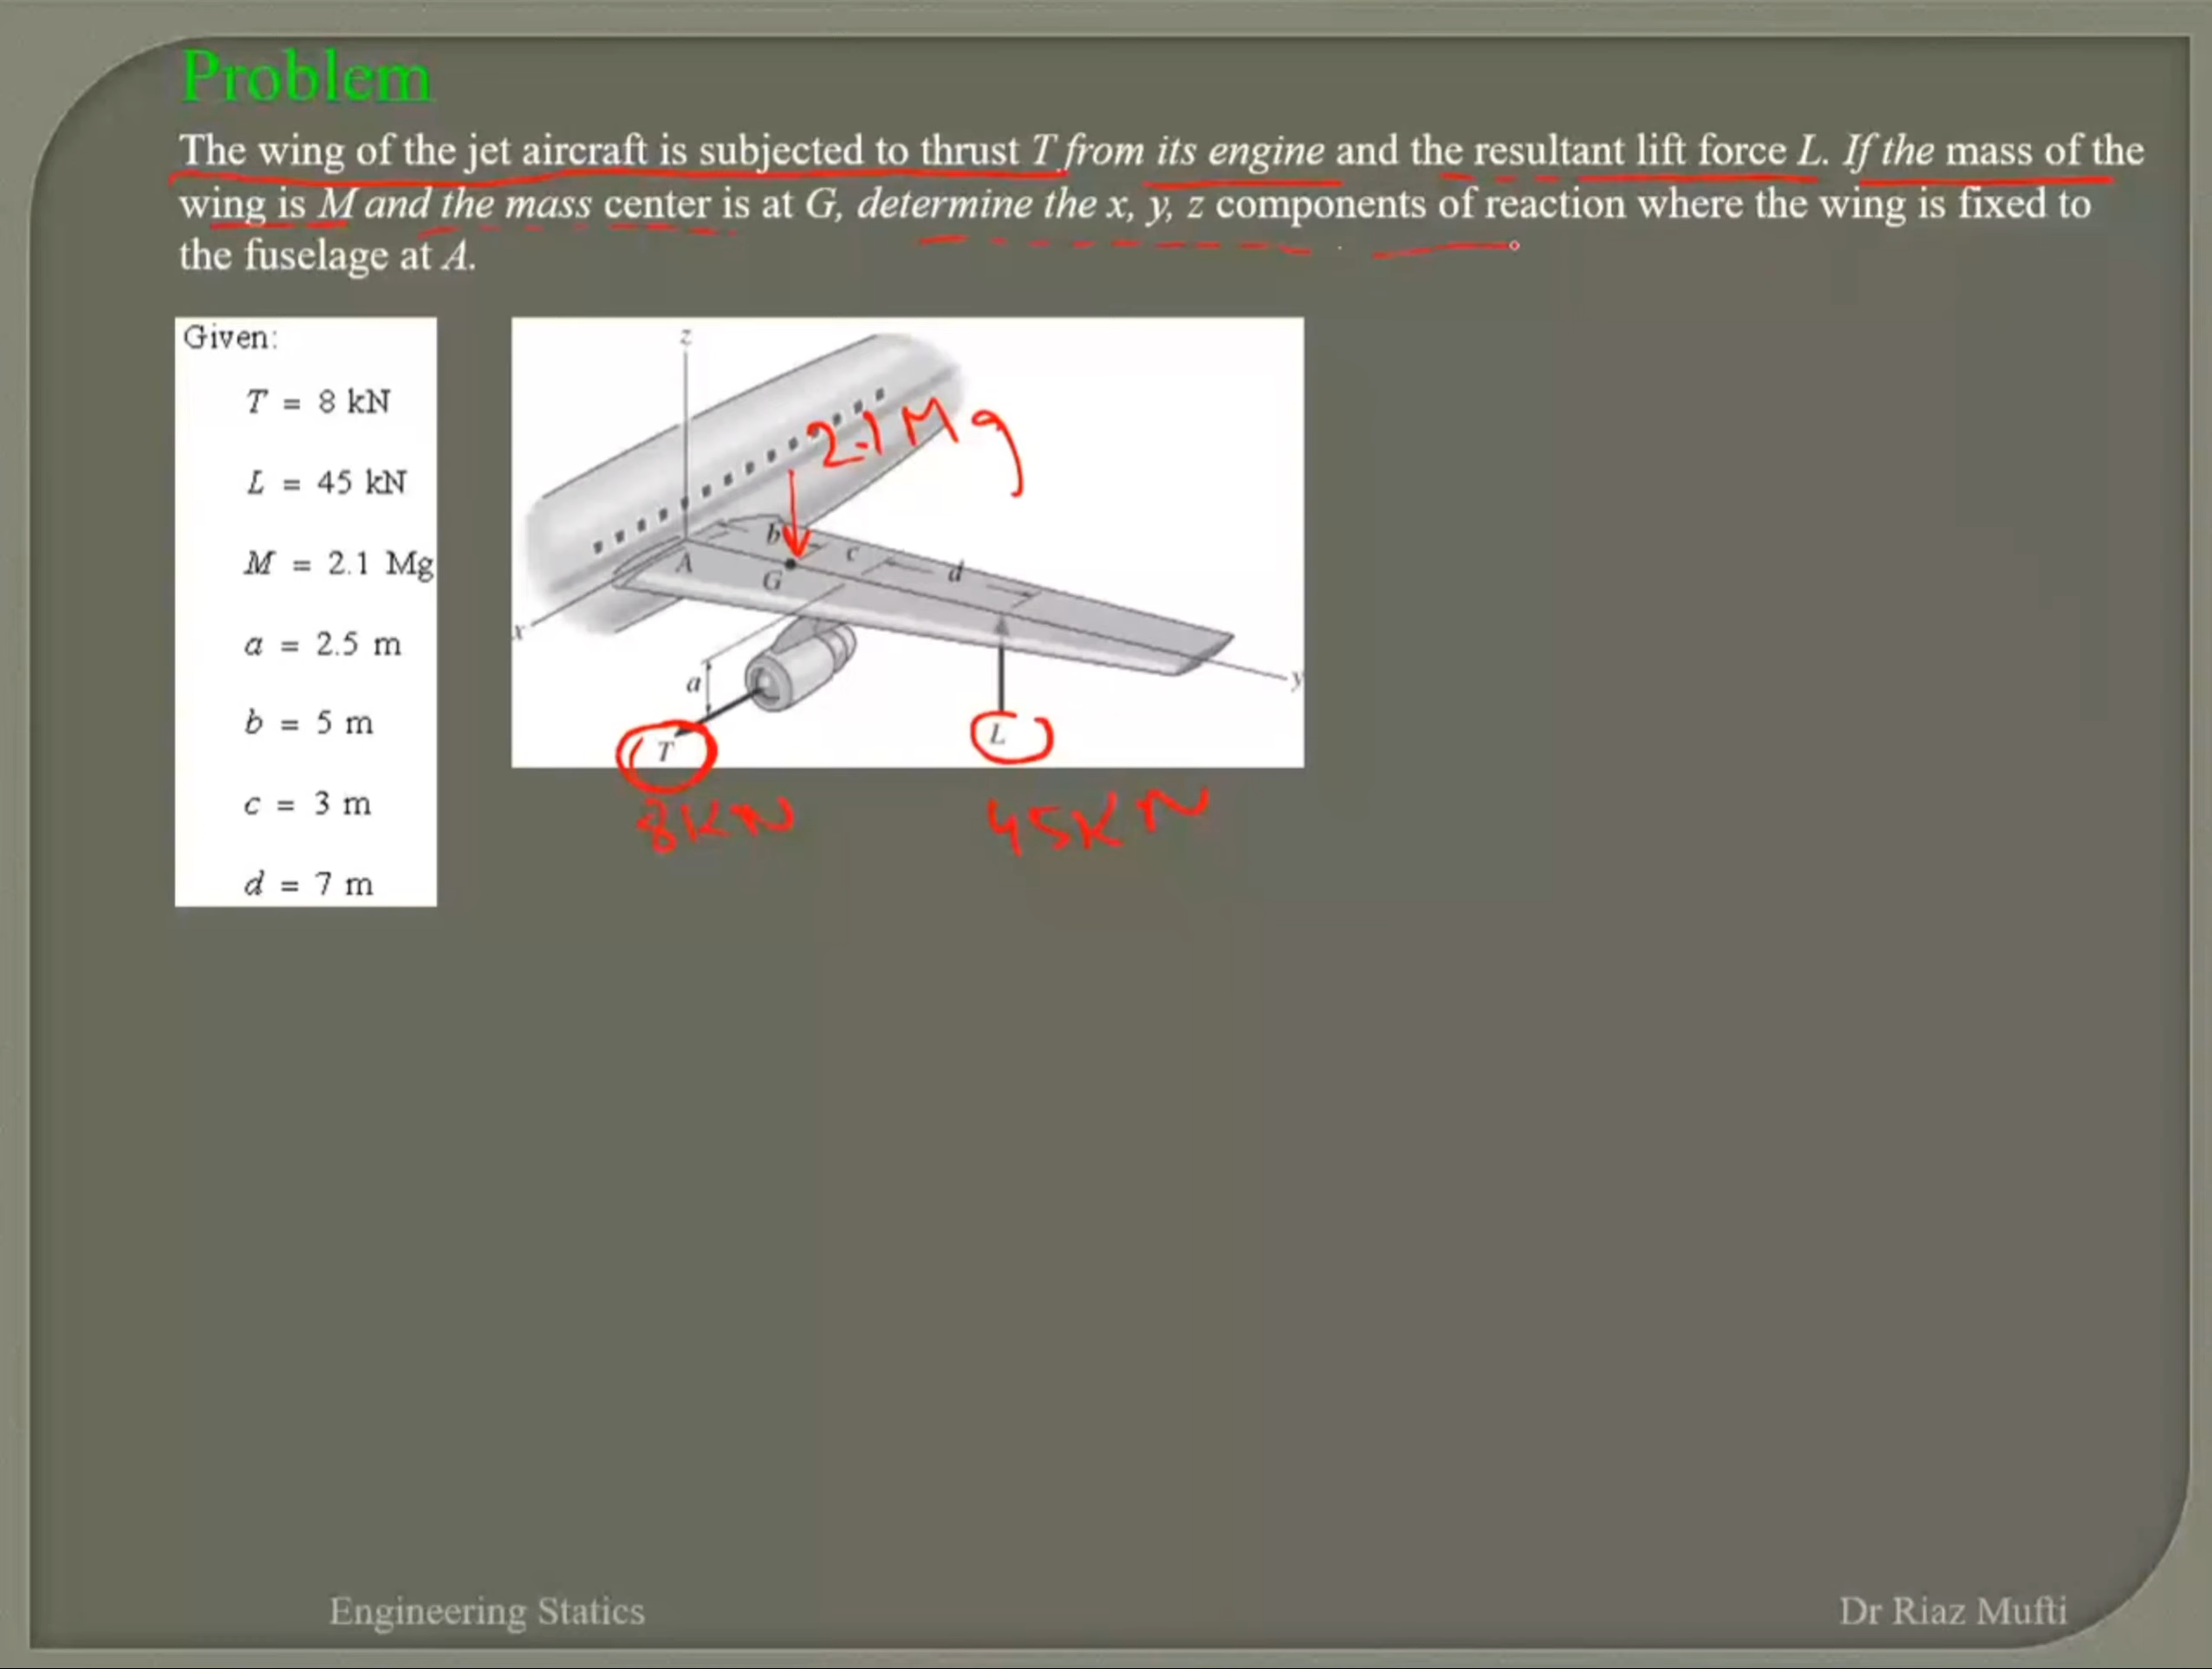 Problem
The wing of the jet aircraft is subjected to thrust T from its engine and the resultant lift force L. If the mass of the
wing is M and the mass center is at G, determine the x, y, z components of reaction where the wing is fixed to
the fuselage at A.
Given:
T = 8 kN
L = 45 kN
M = 2.1 Mg
a = 2.5 m
b = 5 m
c = 3 m
d = 7 m
z
2.1 Mg
b
c
d
A
G
x
a
y
T
L
8KN
45KN
Engineering Statics
Dr Riaz Mufti